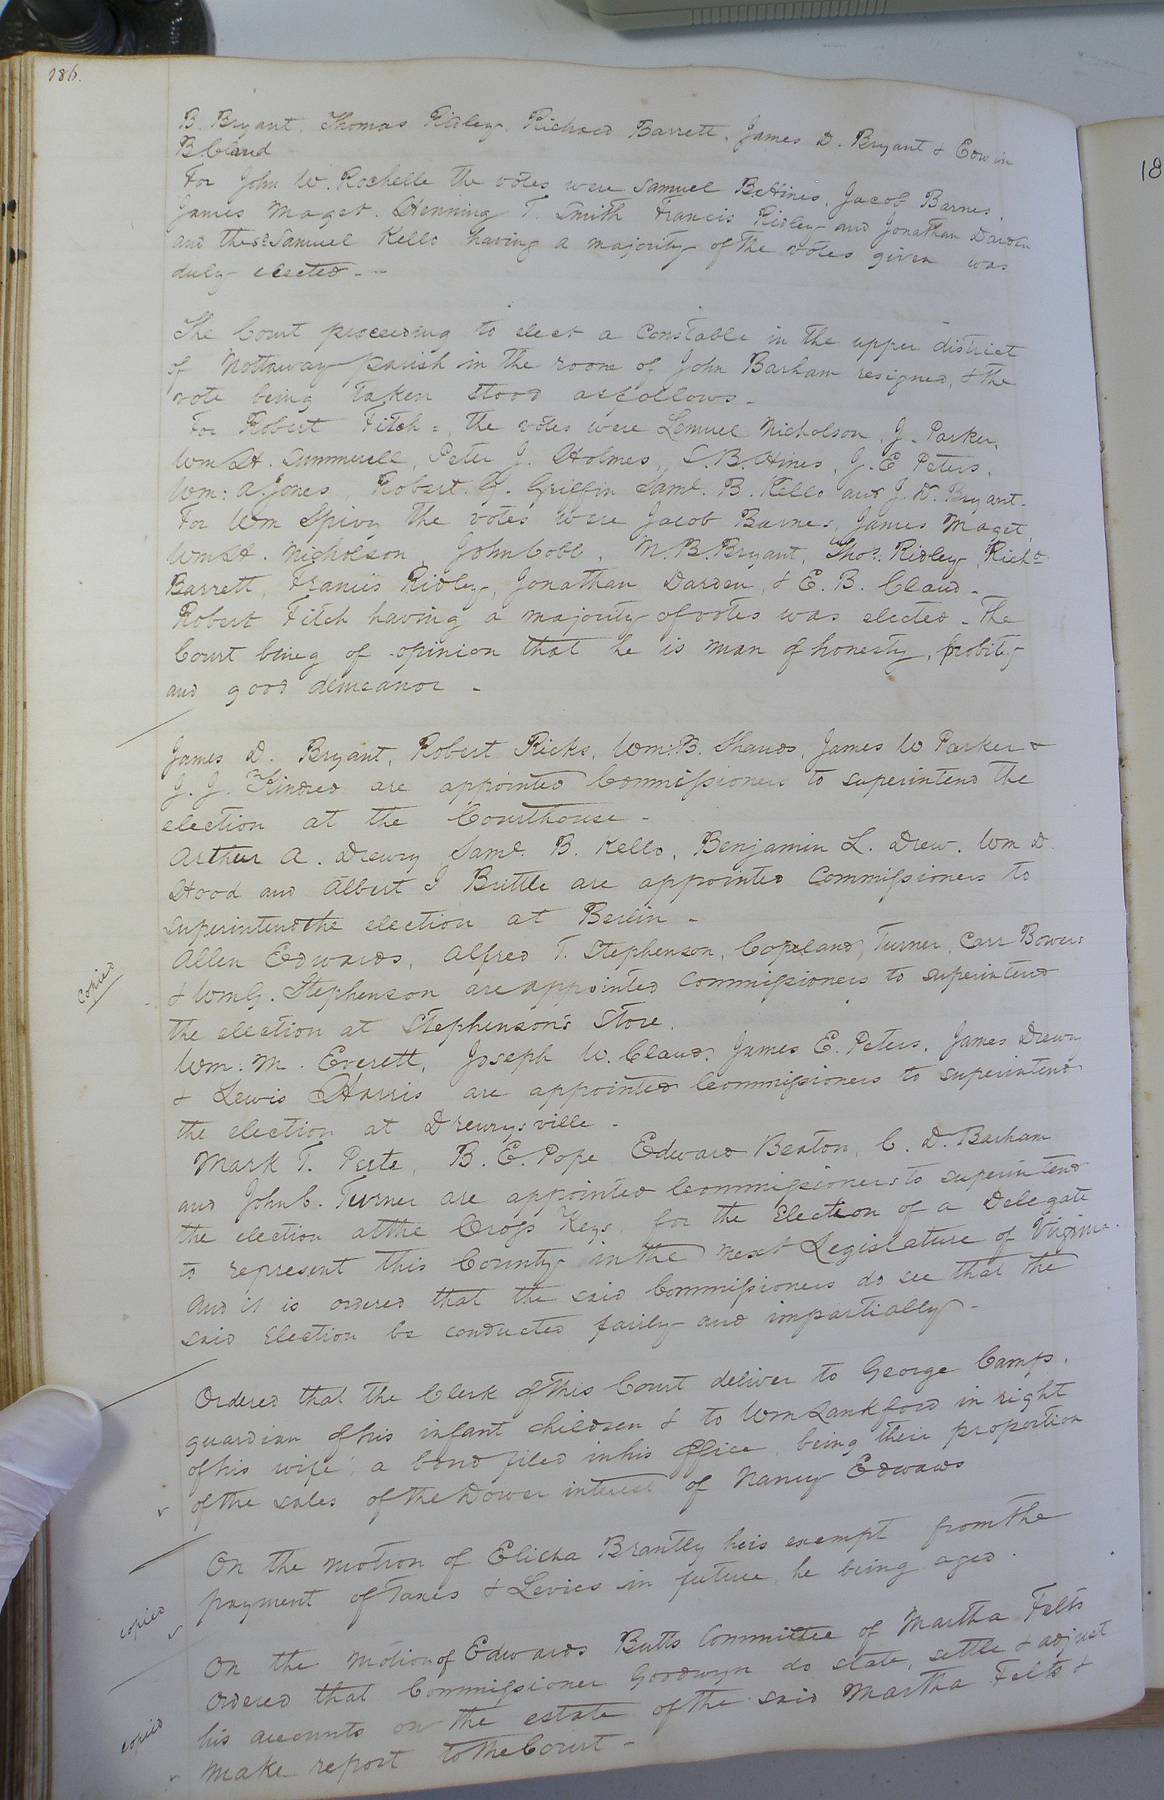 186.
B. Bryant, Thomas Ridley, Richard Barrett, James D. Bryant & Edwin
B. Claud
For John W. Rochelle the votes were Samuel B. Hines, Jacob Barnes,
James Maget, Henning T. Smith Francis Ridley and Jonathan Darden
and the sd. Samuel Kello having a majority of the votes given was
duly elected.
The Court proceeding to elect a Constable in the upper district
of Nottoway parish in the room of John Barham resigned, & the
vote being taken stood as follows.
For Robert Fitch =, the votes were Lemuel Nicholson, J. Parker,
Wm. H. Summerell, Peter J. Holmes, S. B. Hines, J. E Peters,
Wm: A. Jones, Robert G. Griffin Saml. B. Kello and J. D. Bryant.
For Wm Spivy the votes were Jacob Barnes, James Maget,
Wm H. Nicholson, John Cobb, M. B. Bryant, Thos. Ridley, Richd.
Barrett, Francis Ridley, Jonathan Darden, & E. B. Claud.
Robert Fitch having a majority of votes was elected. The
Court being of opinion that he is man of honesty, probity
and good demeanor.
James D. Bryant, Robert Ricks, Wm: B. Shands, James W Parker &
J. J. Kindred are appointed Commissioners to superintend the
election at the Courthouse.
Arthur A. Drewry Saml. B. Kello, Benjamin L. Drew, Wm D.
Hood and Albert J Brittle are appointed Commissioners to
superintend the election at Berlin.
Allen Edwards, Alfred T. Stephenson, Copeland, Turner, Carr Bowers
& Wm G. Stephenson are appointed commissioners to superintend
copied
the election at Stephenson's Store.
Wm: M. Everett, Joseph W. Claud, James E. Peters, James Drewry
& Lewis Harris are appointed Commissioners to superintend
the election at Drewrysville.
Mark T. Peete, B. E. Pope Edward Beaton, C. D. Barham
and John C. Turner are appointed Commissioners to superintend
the election at the Cross Keys for the Election of a Delegate
to represent this County in the next Legislature of Virginia.
And it is ordered that the said Commissioners do see that the
said Election be conducted fairly and impartially.
Ordered that the Clerk of this Court deliver to George Camp,
guardian of his infant children & to Wm Lankford in right
of his wife, a bond filed in his Office, being their proportion
of the sales of the Dower interest of Nancy Edwards
On the motion of Elisha Brantly he is exempt from the
payment of Taxes & Levies in future, he being aged.
copied
On the motion of Edwards Butts Committee of Martha Felts
Ordered that Commissioner Goodwyn do state, settle & adjust
his accounts on the estate of the said Martha Felts &
copied
make report to the Court.
18